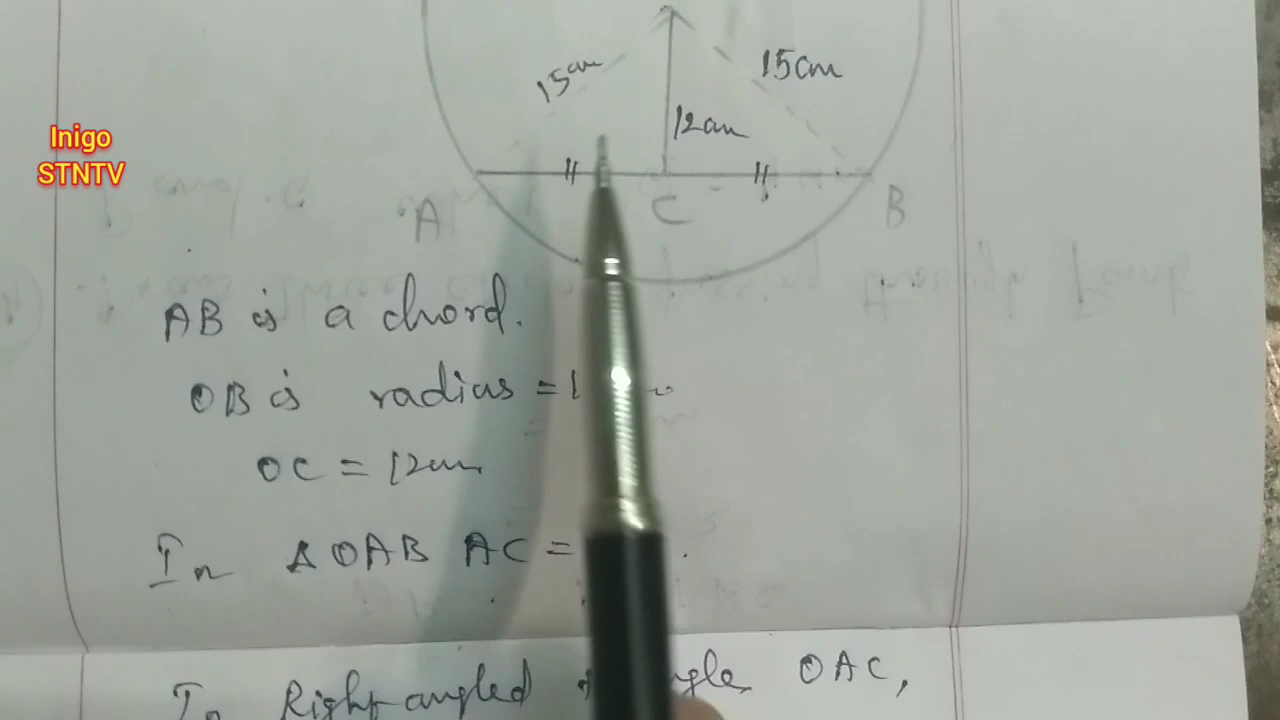 15cm
15cm
12cm
Inigo
STNTV
A C B
AB is a chord.
OB is radius =
OC = 12cm
In Δ OAB AC =
In Right angled OAC,